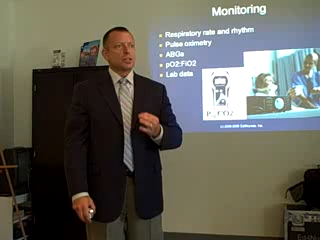 Monitoring
Respiratory rate and rhythm
Pulse oximetry
ABGs
pO2:FiO2
Lab data